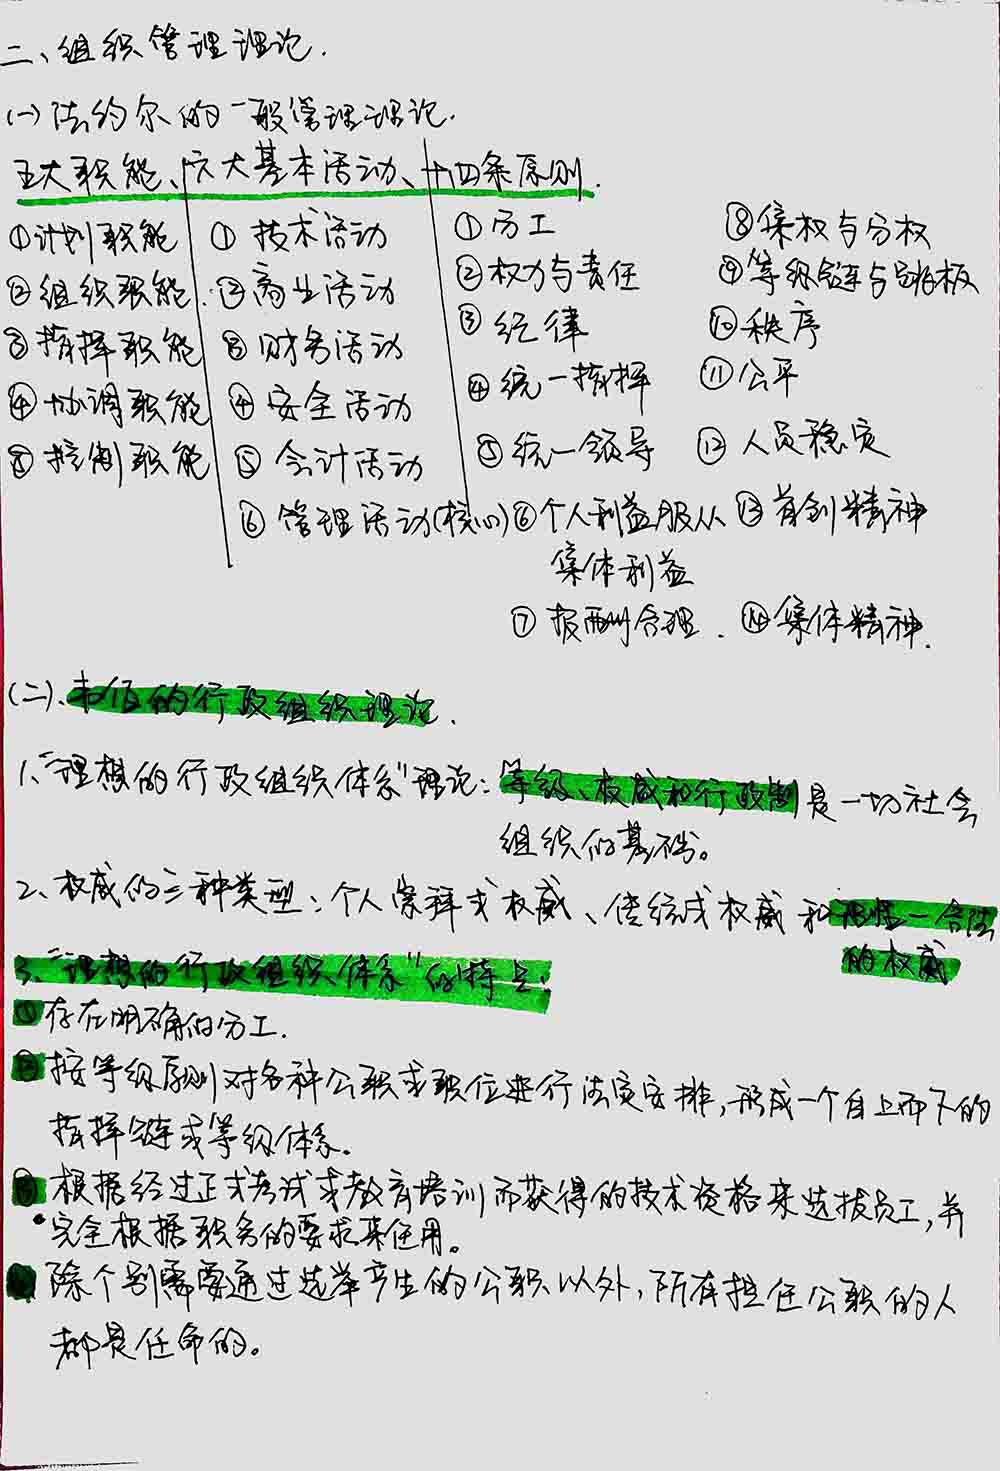 二、组织管理理论.
(一)法约尔的一般管理理论.
五大职能、六大基本活动、十四条原则.
①计划职能
②组织职能.
③指挥职能
④协调职能
⑤控制职能
①技术活动
②商业活动
③财务活动
④安全活动
⑤会计活动
⑥管理活动(核心)
①分工
②权力与责任
③纪律
④统一指挥
⑤统一领导
⑥个人利益服从
集体利益
⑦报酬合理.
⑧集权与分权
⑨等级链与跳板
⑩秩序
⑪公平
⑫人员稳定
⑬首创精神
⑭集体精神.
(二)、韦伯的行政组织理论.
1、"理想的行政组织体系"理论:等级、权威和行政制是一切社会
组织的基础。
2、权威的三种类型:个人崇拜式权威、传统式权威和理性—合法
的权威
3、"理想的行政组织体系"的特点:
①存在明确的分工.
②按等级原则对各种公职或职位进行法定安排,形成一个自上而下的
指挥链或等级体系.
③根据经过正式考试或教育培训而获得的技术资格来选拔员工,并
完全根据职务的要求来任用。
④除个别需要通过选举产生的公职以外,所有担任公职的人
都是任命的。